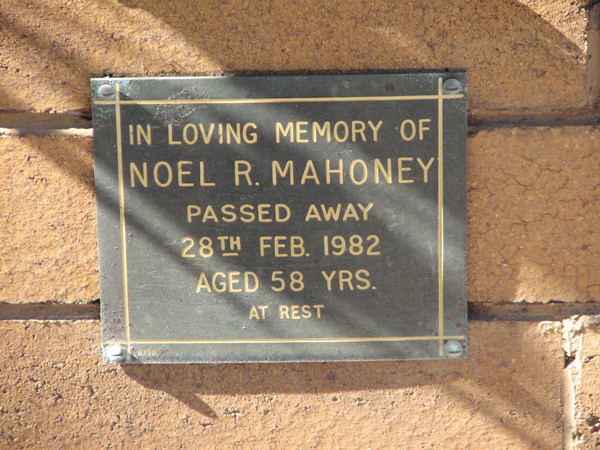 IN LOVING MEMORY OF
NOEL R. MAHONEY
PASSED AWAY
28TH FEB. 1982
AGED 58 YRS.
AT REST